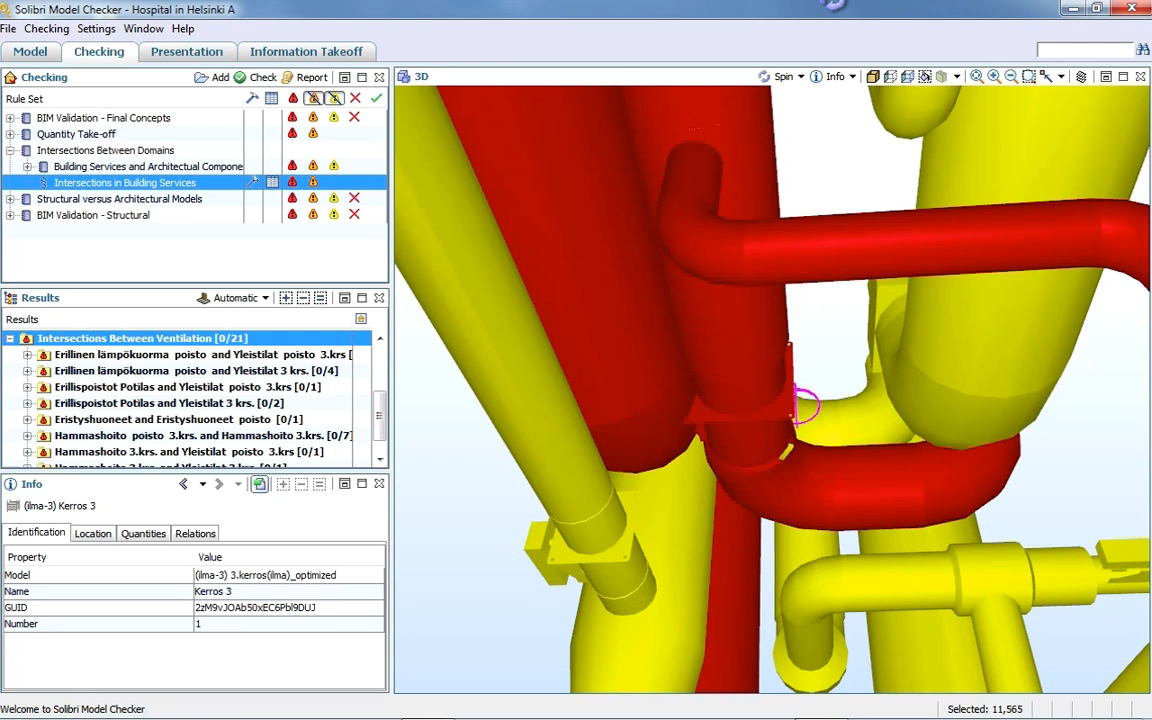 Solibri Model Checker - Hospital in Helsinki A
File Checking Settings Window Help
Model Checking Presentation Information Takeoff
Checking Add Check Report
3D Spin Info
Rule Set
BIM Validation - Final Concepts
Quantity Take-off
Intersections Between Domains
Building Services and Architectual Compone
Intersections in Building Services
Structural versus Architectural Models
BIM Validation - Structural
Results Automatic
Results
Intersections Between Ventilation [0/21]
Erillinen lämpökuorma poisto and Yleistilat poisto 3.krs [
Erillinen lämpökuorma and Yleistilat 3 krs. [0/4]
Erillispoistot Potilas and Yleistilat poisto 3.krs [0/1]
Erillispoistot Potilas and Yleistilat 3 krs. [0/2]
Eristyshuoneet and Eristyshuoneet poisto [0/1]
Hammashoito poisto 3.krs. and Hammashoito 3.krs. [0/7]
Hammashoito 3.krs. and Yleistilat poisto 3.krs [0/1]
Info
(ilma-3) Kerros 3
Identification Location Quantities Relations
Property Value
Model (ilma-3) 3.kerros(ilma)_optimized
Name Kerros 3
GUID 2zM9vJOAb50xEC6Pbl9DUJ
Number 1
Welcome to Solibri Model Checker Selected: 11,565